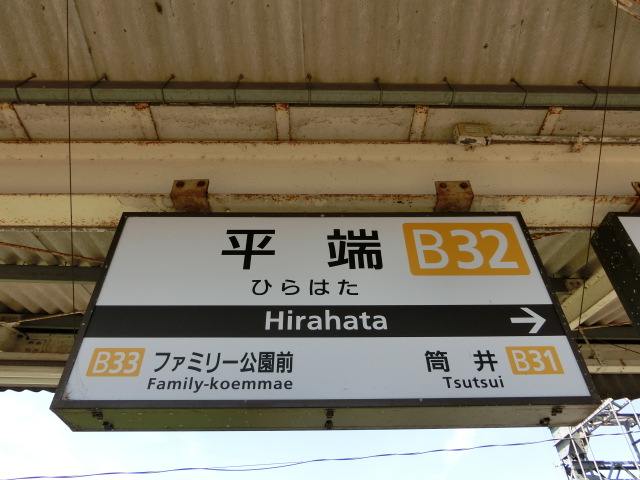 平端 B32
ひらはた
Hirahata
B33 ファミリー公園前
Family-koemmae
筒井 B31
Tsutsui